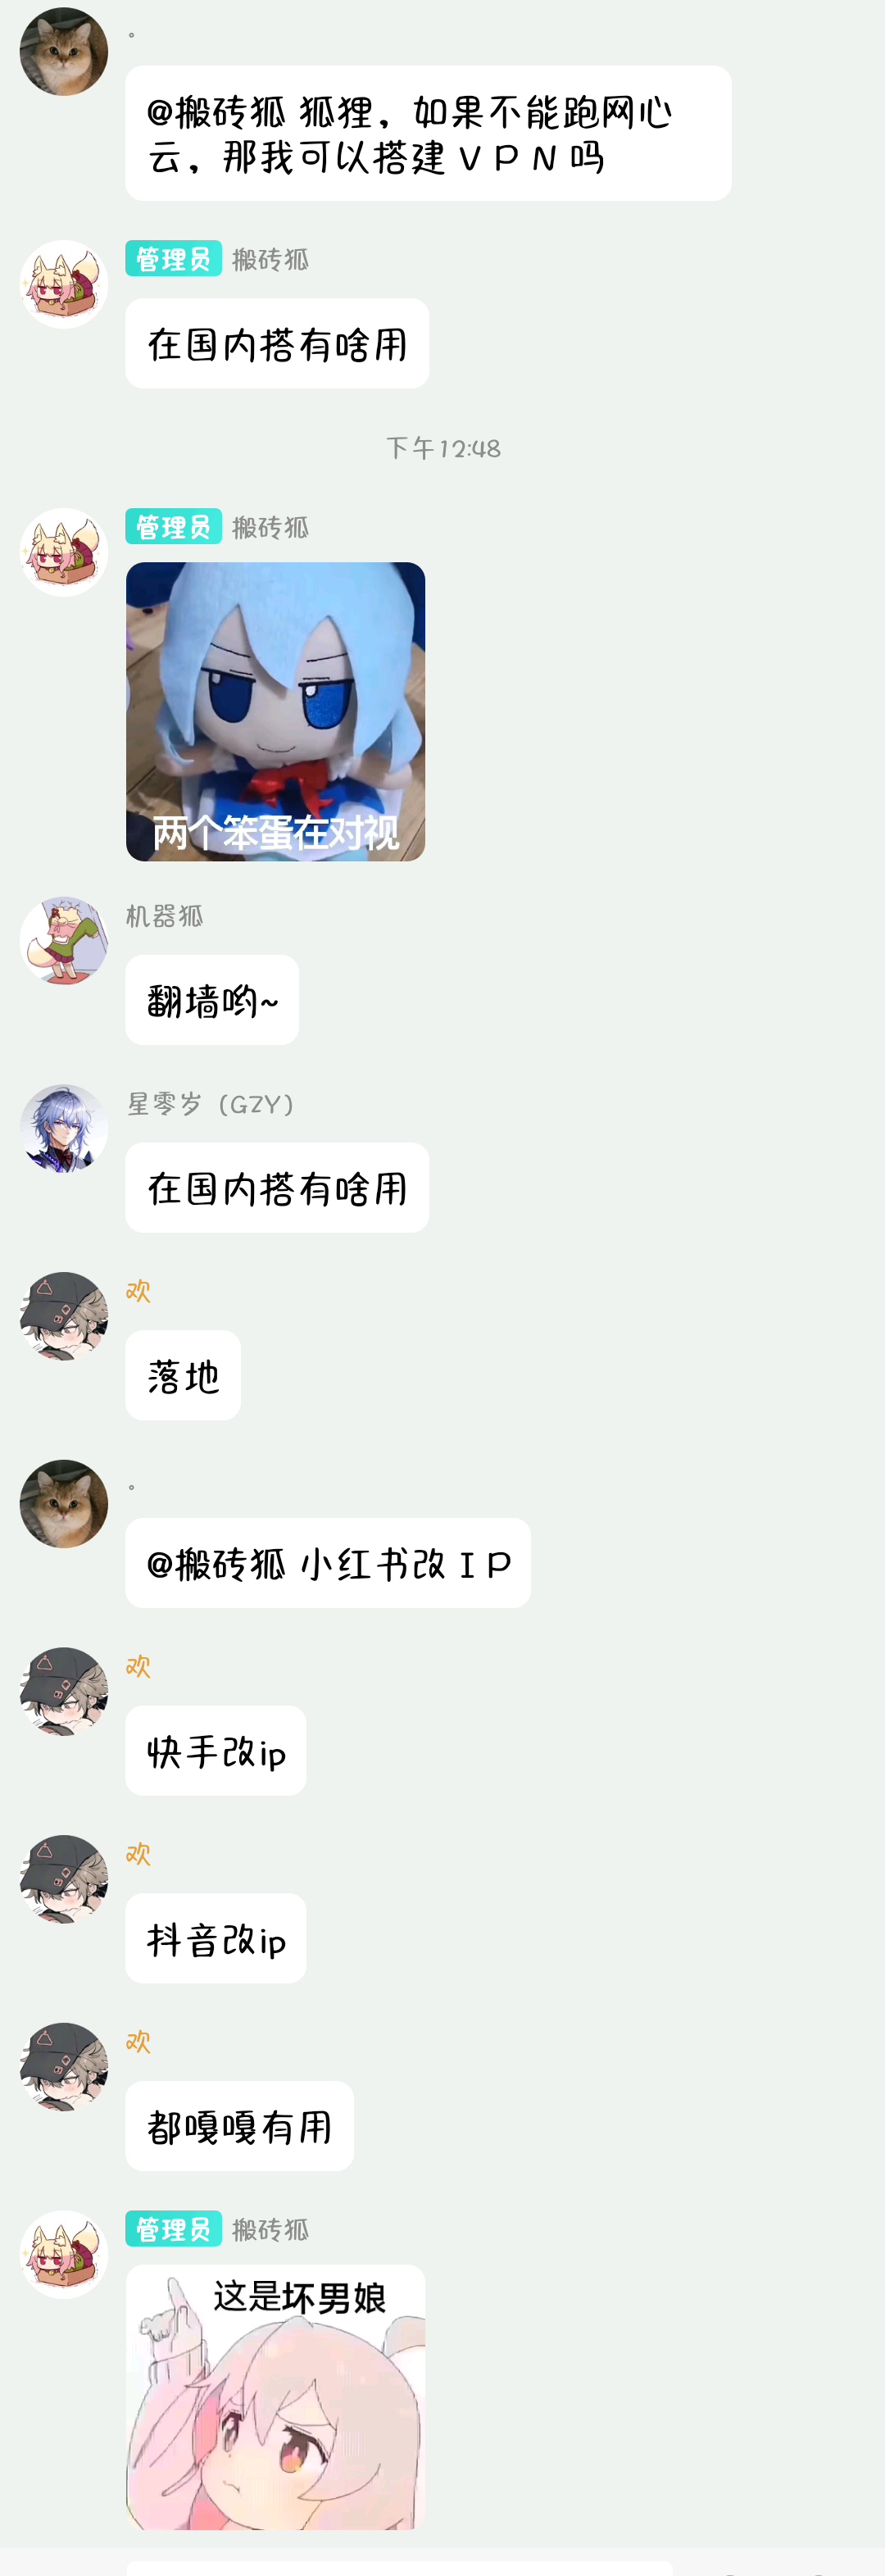 。
@搬砖狐 狐狸，如果不能跑网心
云，那我可以搭建ＶＰＮ吗
管理员 搬砖狐
在国内搭有啥用
下午12:48
管理员 搬砖狐
两个笨蛋在对视
机器狐
翻墙哟~
星零岁（GZY）
在国内搭有啥用
欢
落地
。
@搬砖狐 小红书改ＩＰ
欢
快手改ip
欢
抖音改ip
欢
都嘎嘎有用
管理员 搬砖狐
这是坏男娘